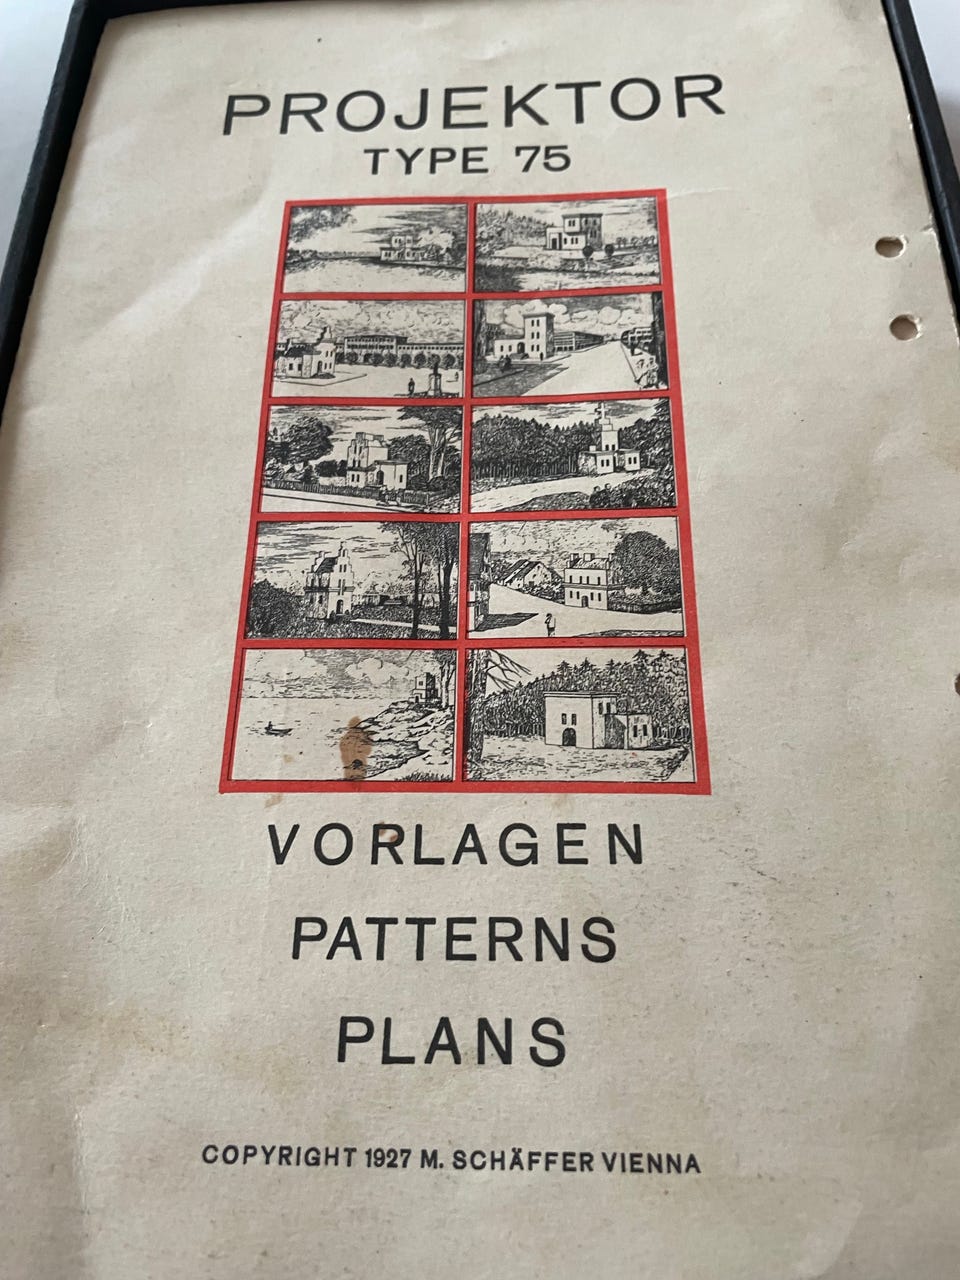 PROJEKTOR
TYPE 75
VORLAGEN
PATTERNS
PLANS
COPYRIGHT 1927 M. SCHÄFFER VIENNA